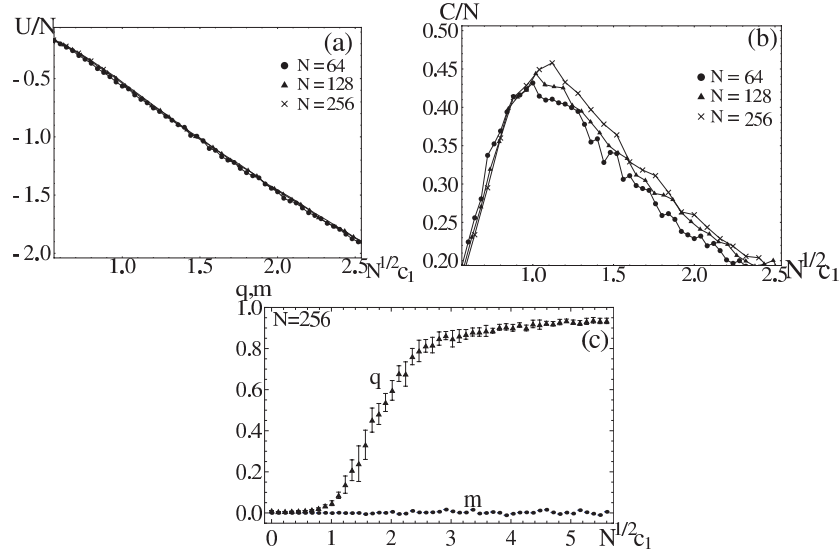 U/N
(a)
N = 64
N = 128
N = 256
- 0.5
- 1.0
- 1.5
- 2.0
1.0 1.5 2.0 2.5
N^1/2 c₁
C/N
(b)
0.50
0.45
0.40
0.35
0.30
0.25
0.20
N = 64
N = 128
N = 256
1.0 1.5 2.0 2.5
N^1/2 c₁
q,m
N=256
(c)
1.0
0.8
0.6
0.4
0.2
0.0
q
m
0 1 2 3 4 5
N^1/2 c₁